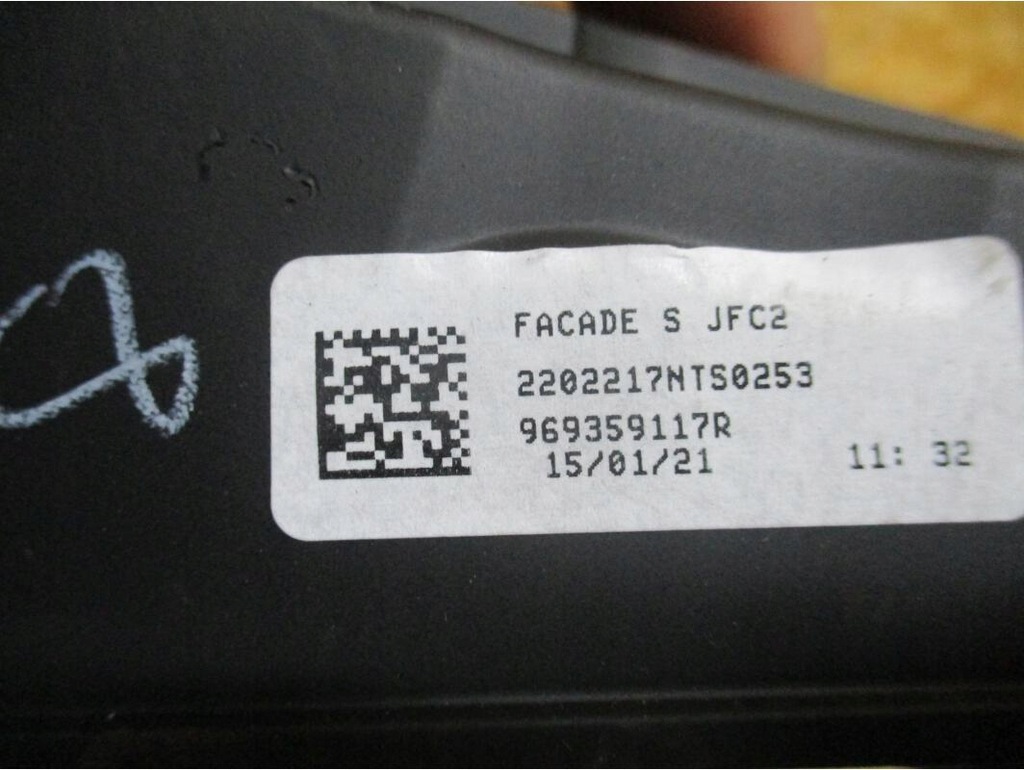 FACADE S JFC2
2202217NTS0253
969359117R
15/01/21 11: 32